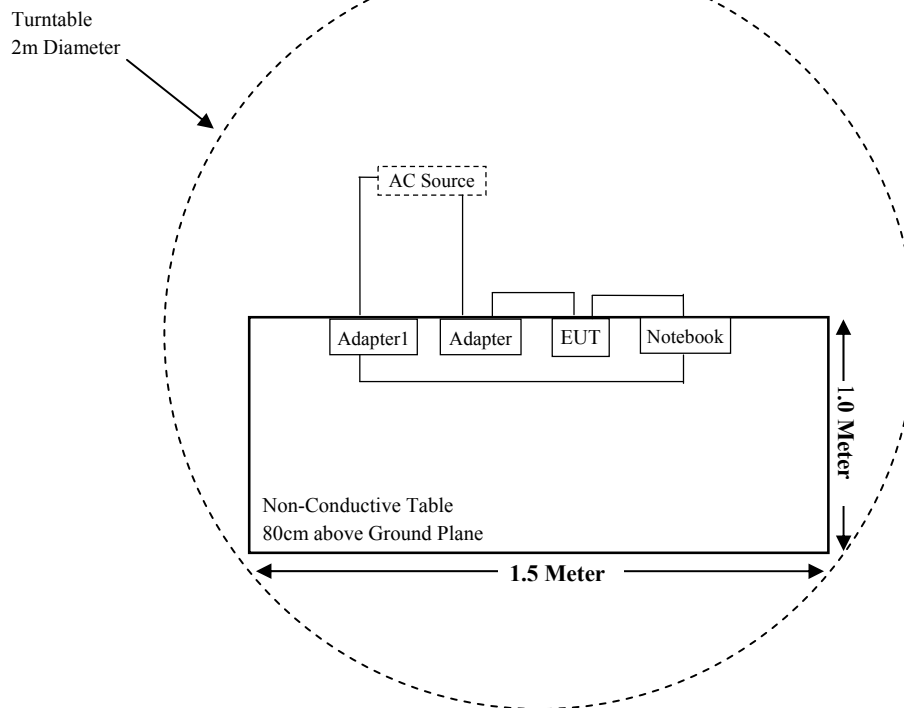 Turntable
2m Diameter
AC Source
Adapter1
Adapter
EUT
Notebook
1.0 Meter
Non-Conductive Table
80cm above Ground Plane
1.5 Meter